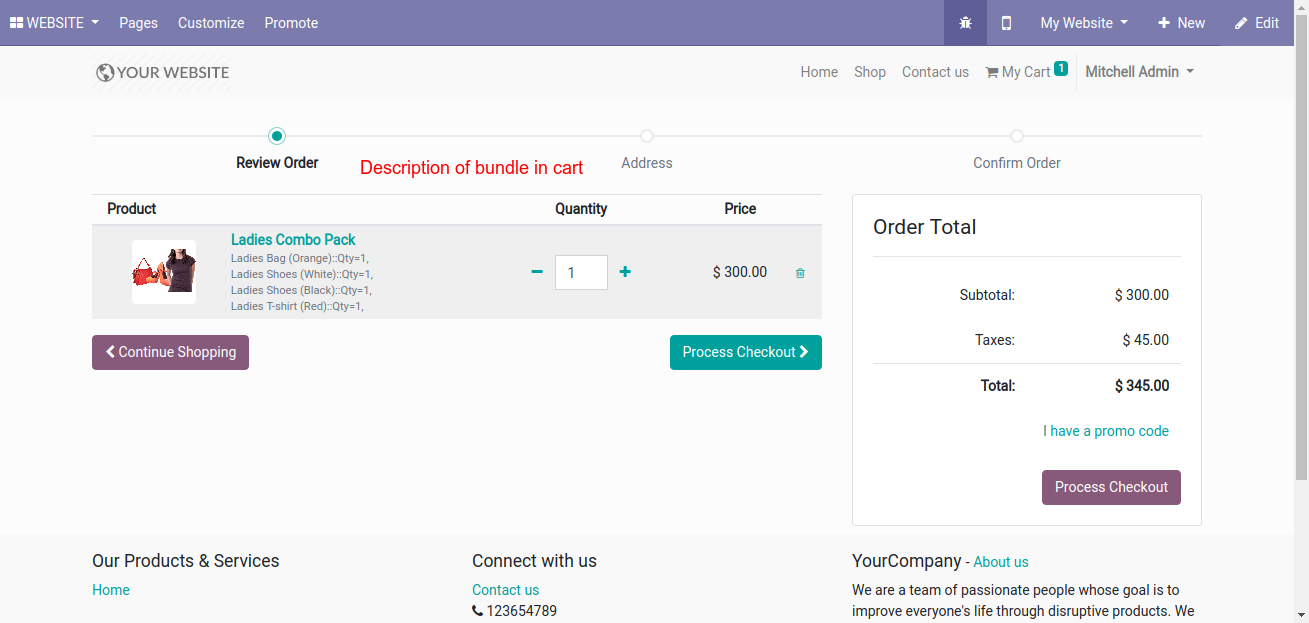 WEBSITE Pages Customize Promote My Website New Edit
YOUR WEBSITE Home Shop Contact us My Cart 1 Mitchell Admin
Review Order Address Confirm Order
Description of bundle in cart
Product Quantity Price
Ladies Combo Pack
Ladies Bag (Orange)::Qty=1,
Ladies Shoes (White)::Qty=1,
Ladies Shoes (Black)::Qty=1,
Ladies T-shirt (Red)::Qty=1,
1 $ 300.00
Continue Shopping Process Checkout
Order Total
Subtotal: $ 300.00
Taxes: $ 45.00
Total: $ 345.00
I have a promo code
Process Checkout
Our Products & Services
Home
Connect with us
Contact us
123654789
YourCompany - About us
We are a team of passionate people whose goal is to
improve everyone's life through disruptive products. We